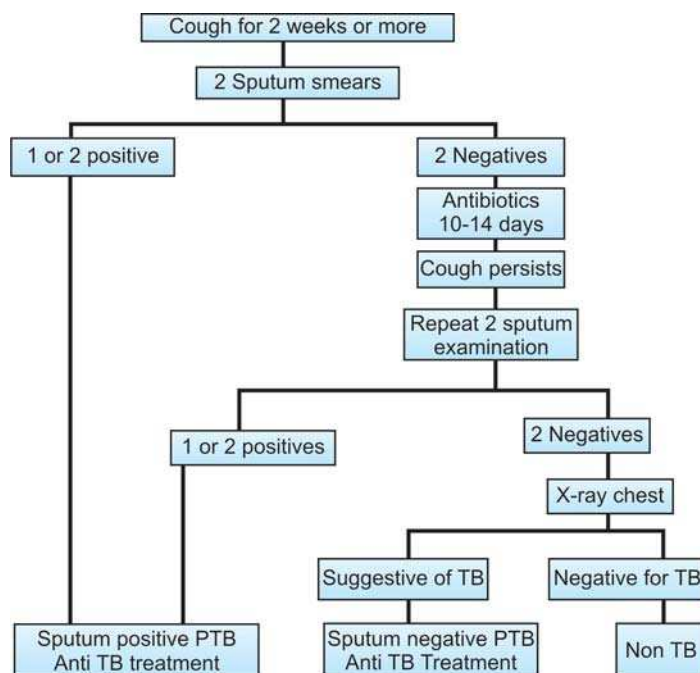 Cough for 2 weeks or more
2 Sputum smears
1 or 2 positive
2 Negatives
Antibiotics
10-14 days
Cough persists
Repeat 2 sputum
examination
1 or 2 positives
2 Negatives
X-ray chest
Suggestive of TB
Negative for TB
Sputum positive PTB
Anti TB treatment
Sputum negative PTB
Anti TB Treatment
Non TB